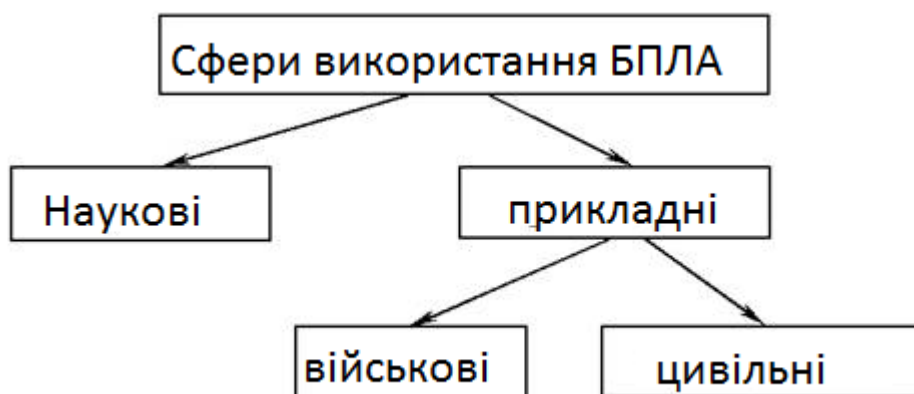 Сфери використання БПЛА
Наукові
прикладні
військові
цивільні